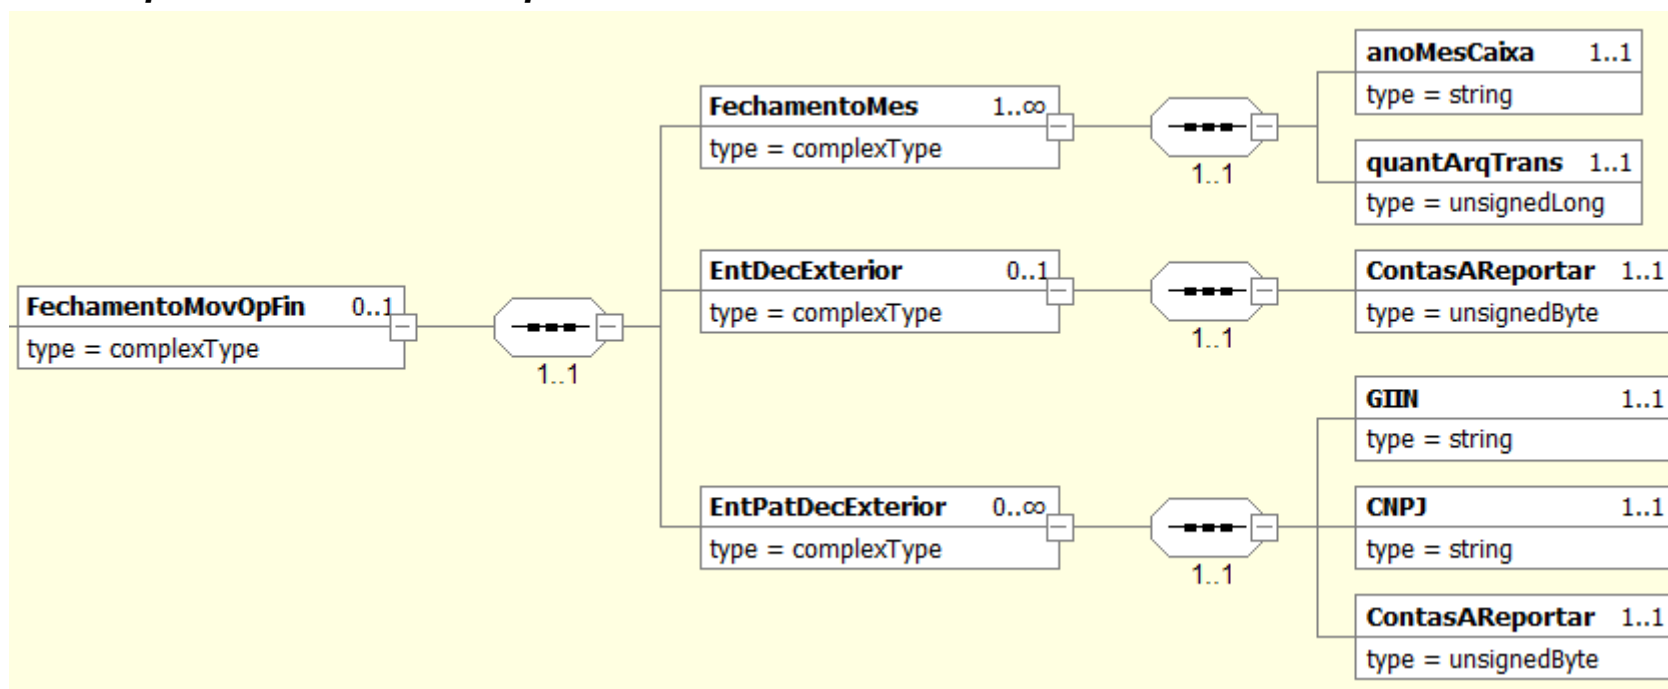 anoMesCaixa 1..1
type = string
FechamentoMes 1..∞
type = complexType
1..1
quantArqTrans 1..1
type = unsignedLong
EntDecExterior 0..1
type = complexType
1..1
ContasAReportar 1..1
type = unsignedByte
FechamentoMovOpFin 0..1
type = complexType
1..1
GIIN 1..1
type = string
EntPatDecExterior 0..∞
type = complexType
1..1
CNPJ 1..1
type = string
ContasAReportar 1..1
type = unsignedByte